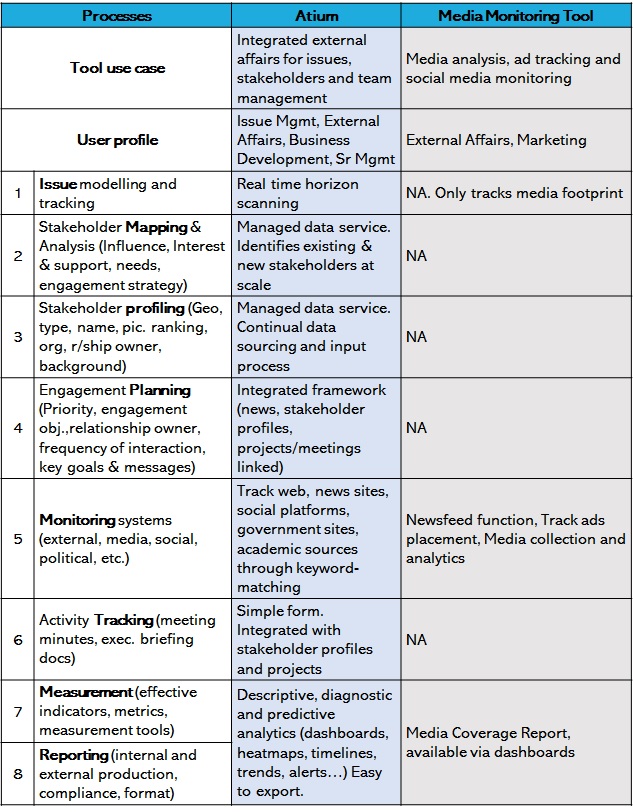 Processes
Atium
Media Monitoring Tool
Tool use case
Integrated external
affairs for issues,
stakeholders and team
management
Media analysis, ad tracking and
social media monitoring
User profile
Issue Mgmt, External
Affairs, Business
Development, Sr Mgmt
External Affairs, Marketing
1
Issue modelling and
tracking
Real time horizon
scanning
NA. Only tracks media footprint
2
Stakeholder Mapping &
Analysis (Influence, Interest
& support, needs,
engagement strategy)
Managed data service.
Identifies existing &
new stakeholders at
scale
NA
3
Stakeholder profiling (Geo,
type, name, pic. ranking,
org, r/ship owner,
background)
Managed data service.
Continual data
sourcing and input
process
NA
4
Engagement Planning
(Priority, engagement
obj.,relationship owner,
frequency of interaction,
key goals & messages)
Integrated framework
(news, stakeholder
profiles,
projects/meetings
linked)
NA
5
Monitoring systems
(external, media, social,
political, etc.)
Track web, news sites,
social platforms,
government sites,
academic sources
through keyword-
matching
Newsfeed function, Track ads
placement, Media collection and
analytics
6
Activity Tracking (meeting
minutes, exec. briefing
docs)
Simple form.
Integrated with
stakeholder profiles
and projects
NA
7
Measurement (effective
indicators, metrics,
measurement tools)
Descriptive, diagnostic
and predictive
analytics (dashboards,
heatmaps, timelines,
trends, alerts...) Easy
to export.
Media Coverage Report,
available via dashboards
8
Reporting (internal and
external production,
compliance, format)